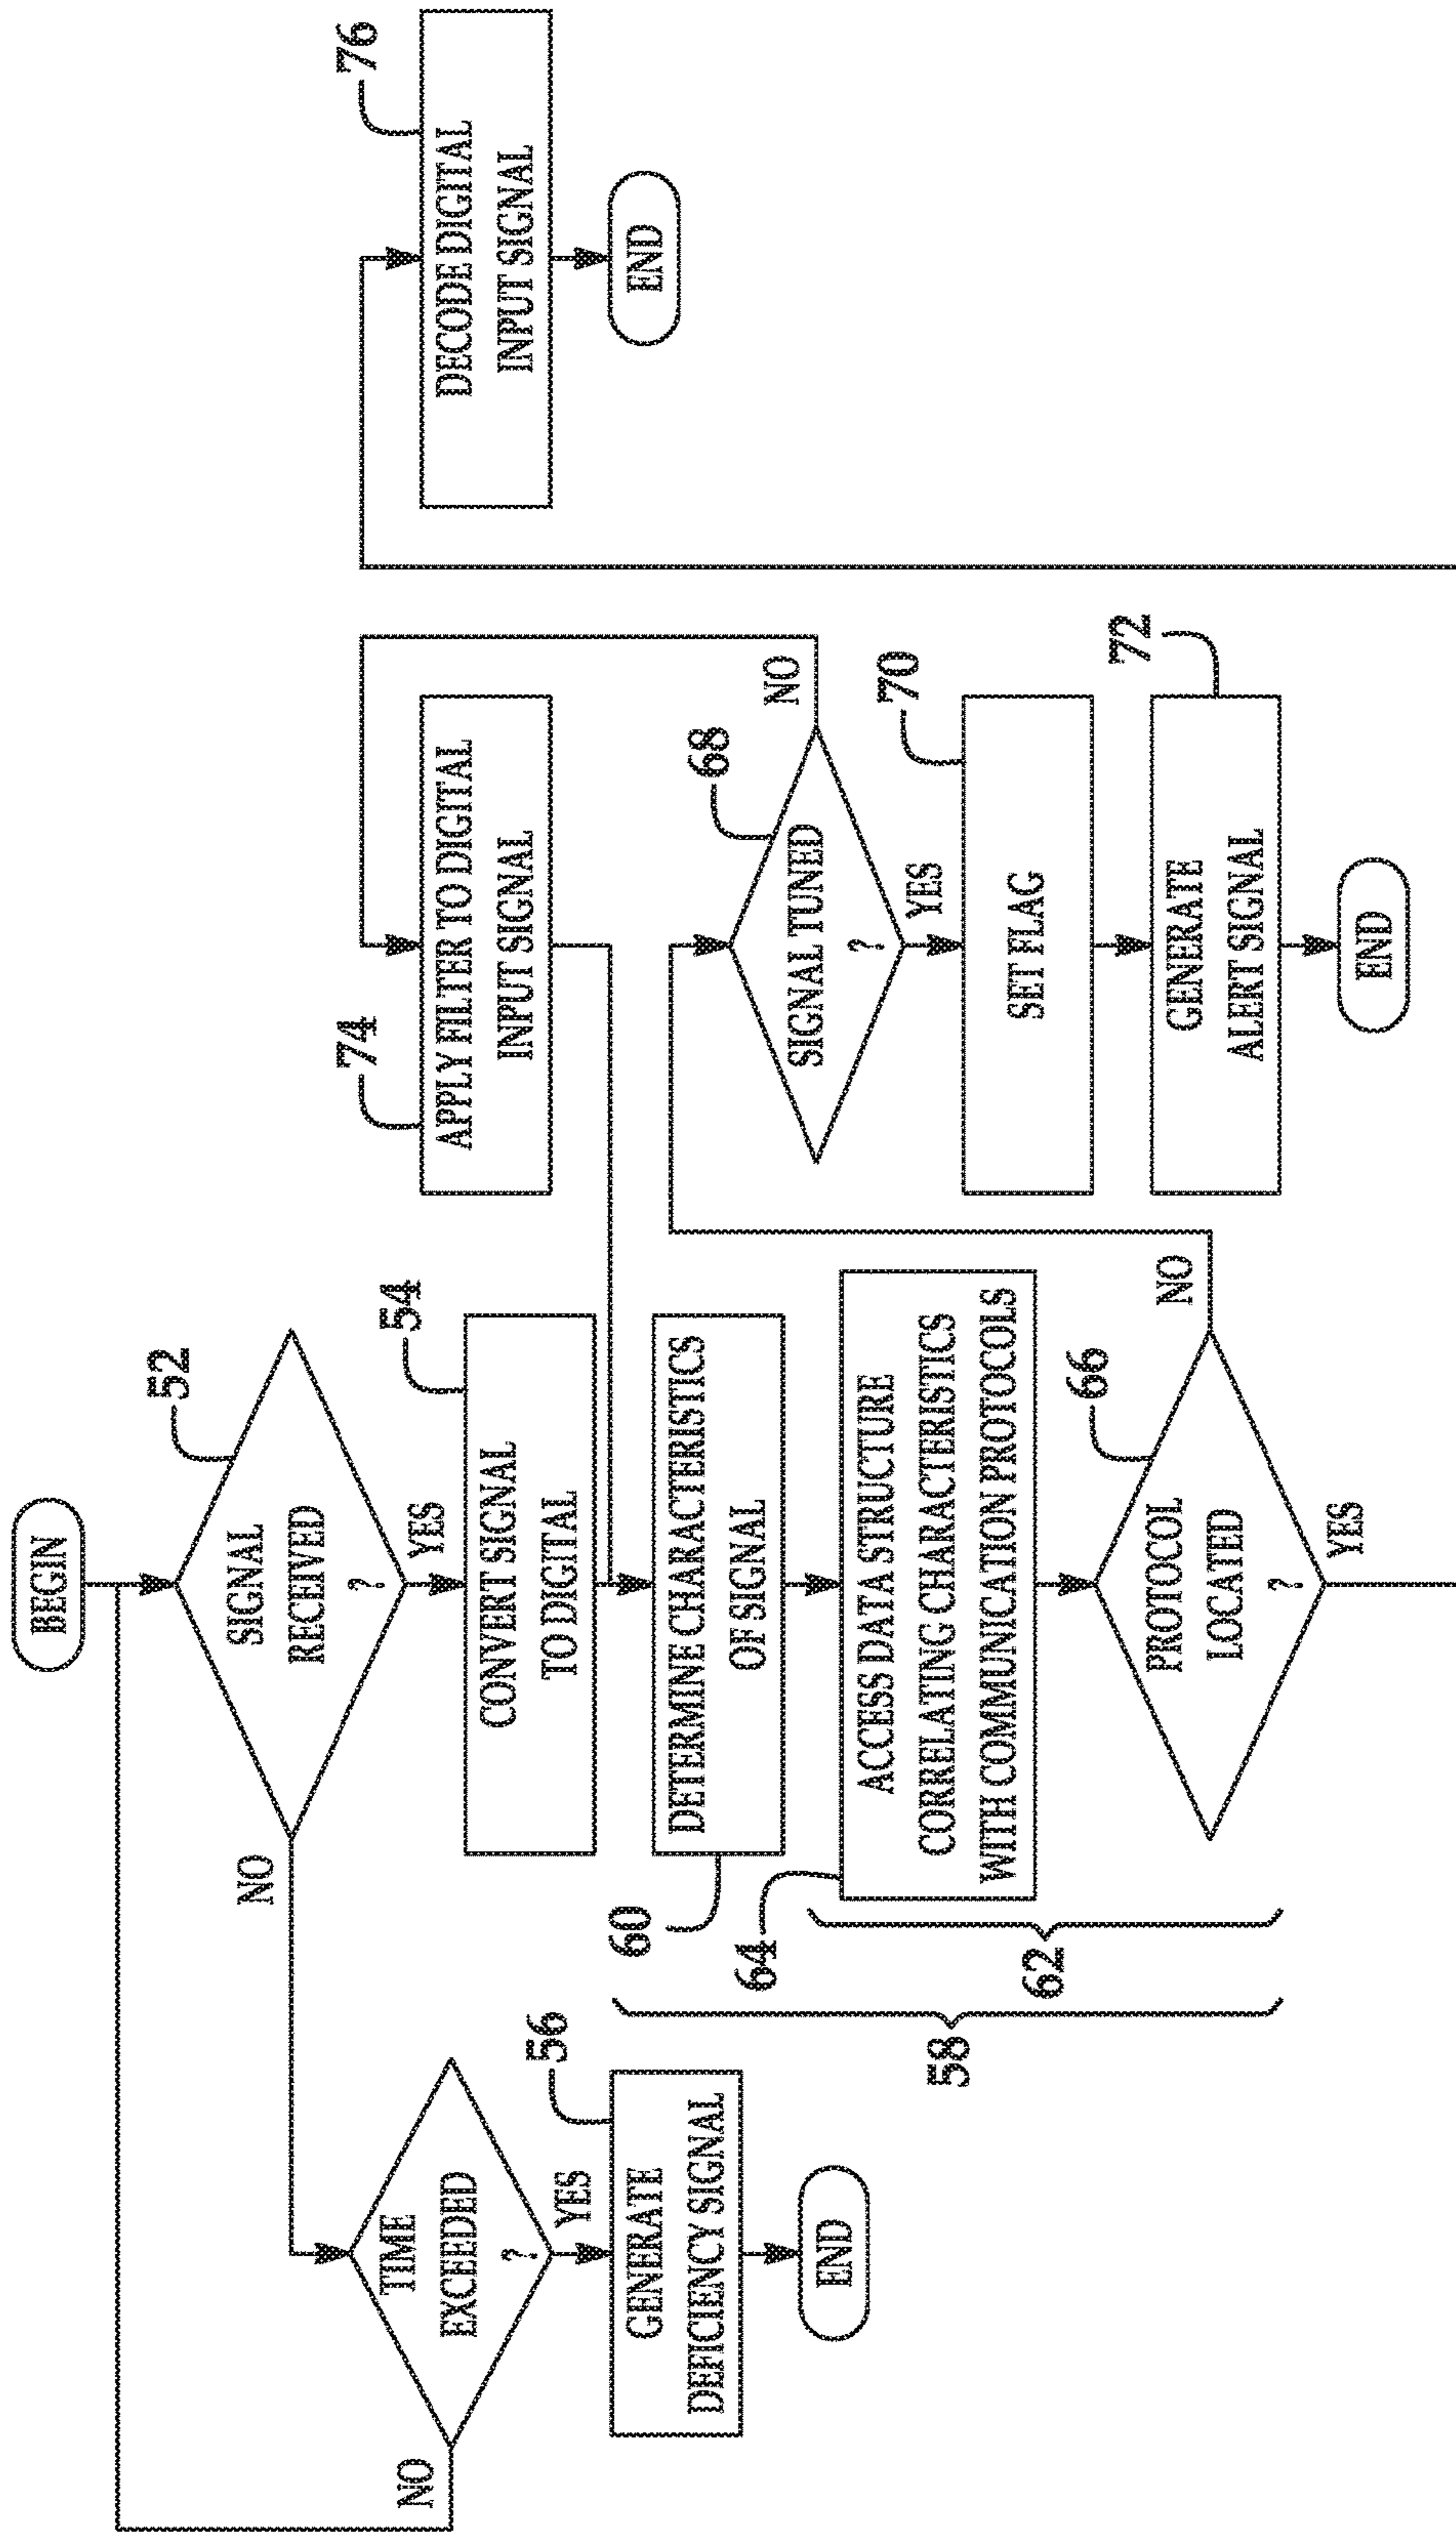 BEGIN
SIGNAL
RECEIVED
?
52
NO
YES
TIME
EXCEEDED
?
NO
YES
GENERATE
DEFICIENCY SIGNAL
56
END
CONVERT SIGNAL
TO DIGITAL
54
DETERMINE CHARACTERISTICS
OF SIGNAL
60
ACCESS DATA STRUCTURE
CORRELATING CHARACTERISTICS
WITH COMMUNICATION PROTOCOLS
64
PROTOCOL
LOCATED
?
66
NO
YES
62
58
APPLY FILTER TO DIGITAL
INPUT SIGNAL
74
SIGNAL TUNED
?
68
NO
YES
SET FLAG
70
GENERATE
ALERT SIGNAL
72
END
DECODE DIGITAL
INPUT SIGNAL
76
END